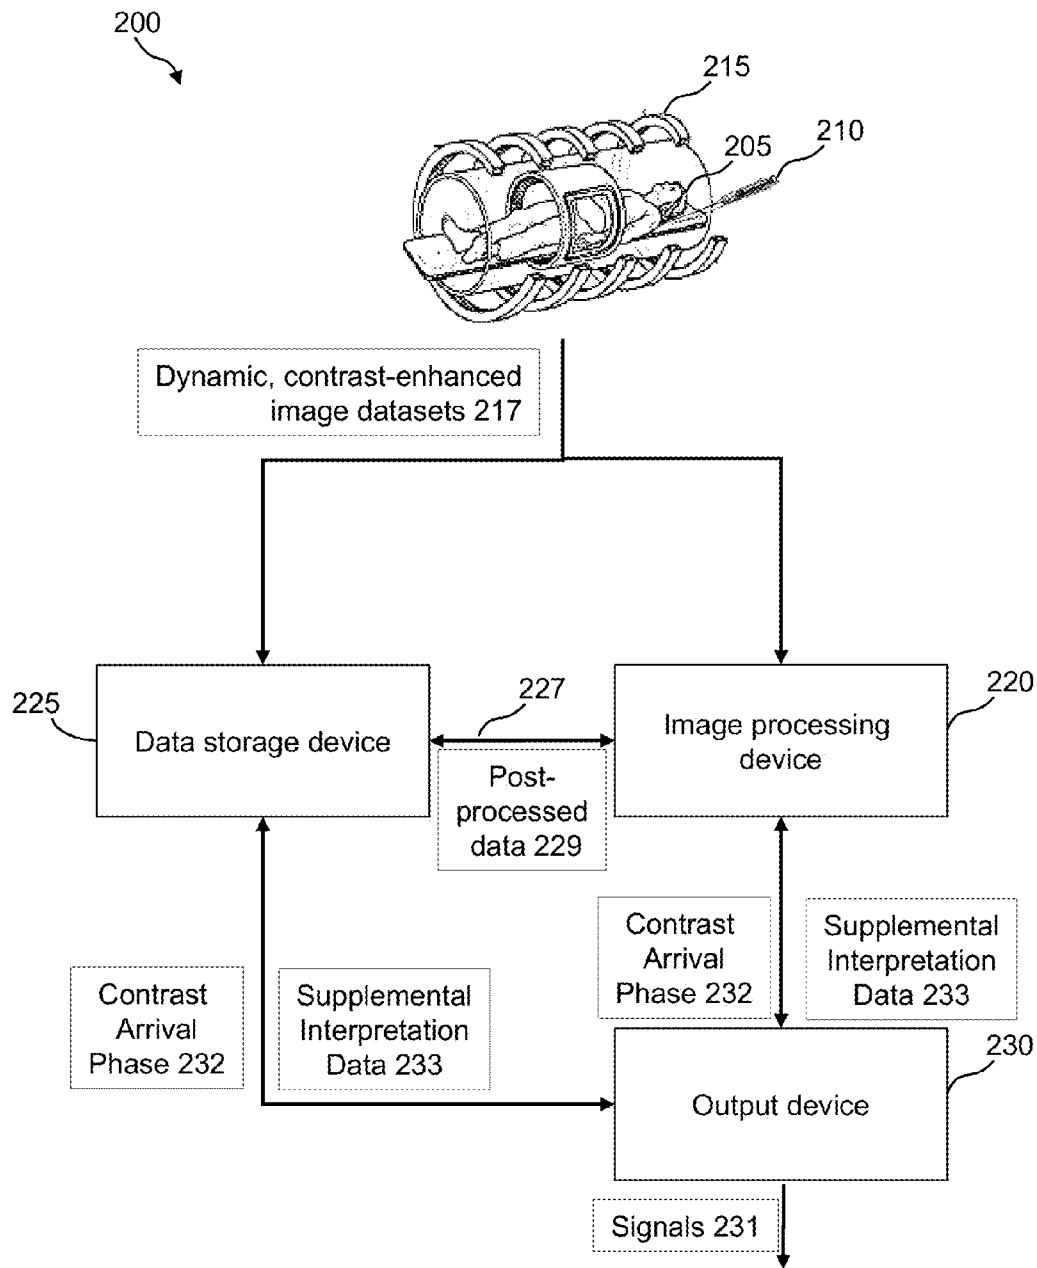 200
215
210
205
Dynamic, contrast-enhanced
image datasets 217
225
Data storage device
227
Post-
processed
data 229
220
Image processing
device
Contrast
Arrival
Phase 232
Supplemental
Interpretation
Data 233
Contrast
Arrival
Phase 232
Supplemental
Interpretation
Data 233
230
Output device
Signals 231